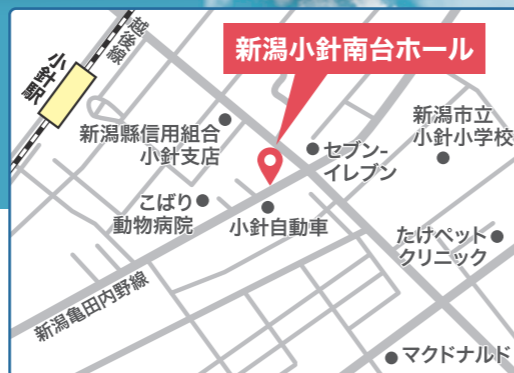 越後線
小針駅
新潟小針南台ホール
新潟縣信用組合
小針支店
セブン-
イレブン
新潟市立
小針小学校
こばり
動物病院
小針自動車
たけペット
クリニック
新潟亀田内野線
マクドナルド